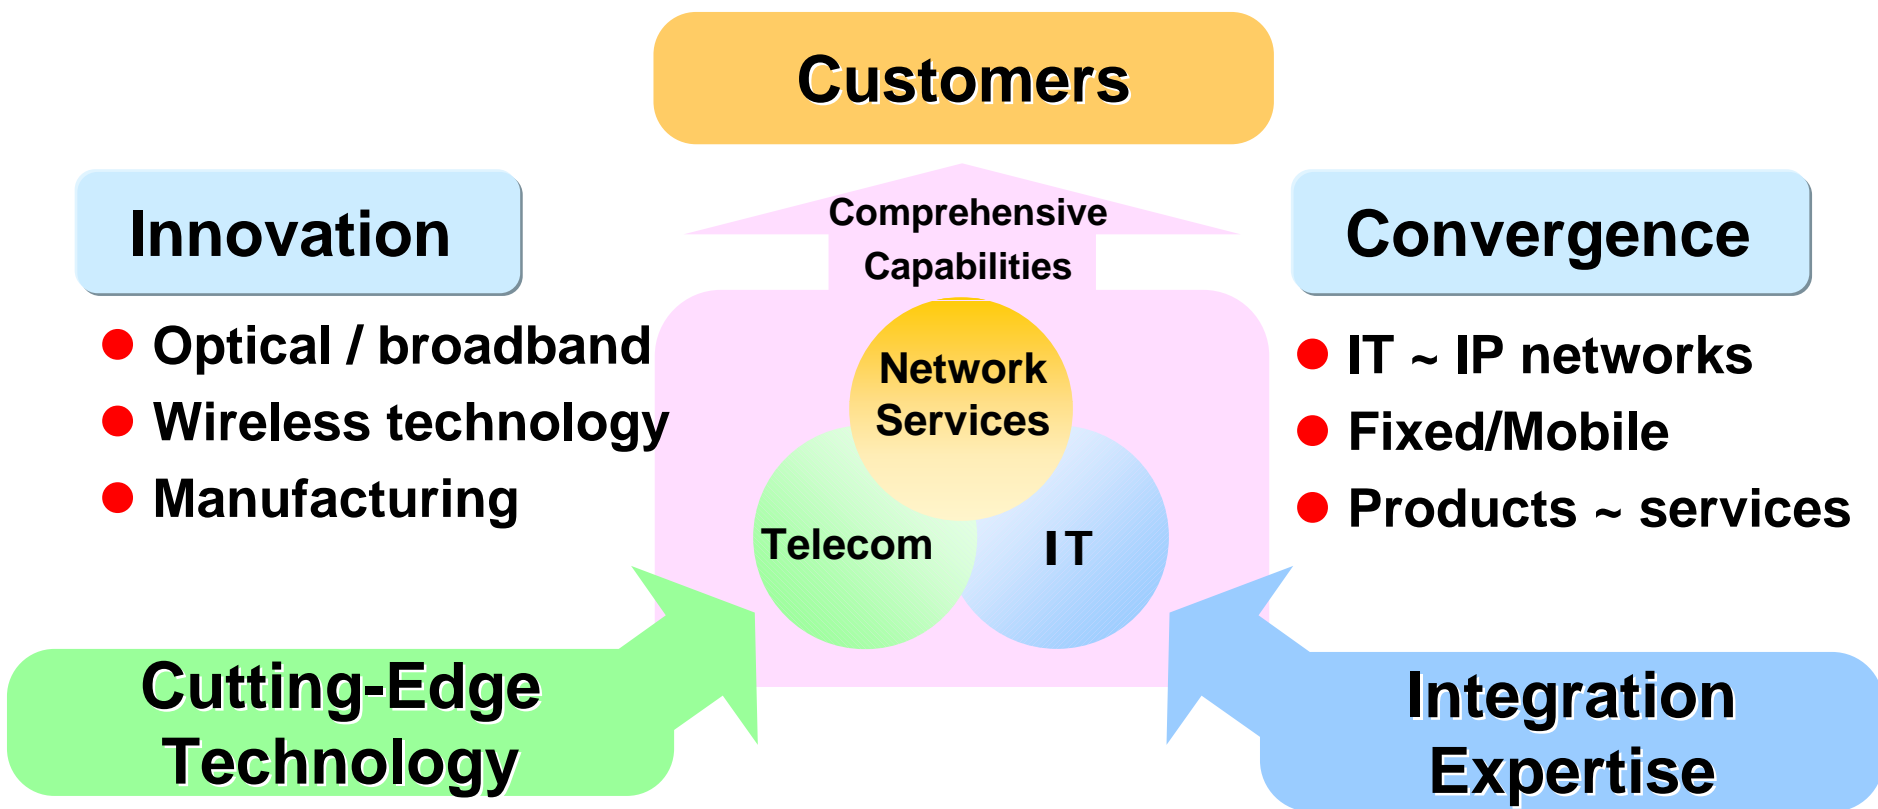 Customers
Innovation
Optical / broadband
Wireless technology
Manufacturing
Comprehensive
Capabilities
Network
Services
Telecom
IT
Convergence
IT ~ IP networks
Fixed/Mobile
Products ~ services
Cutting-Edge
Technology
Integration
Expertise